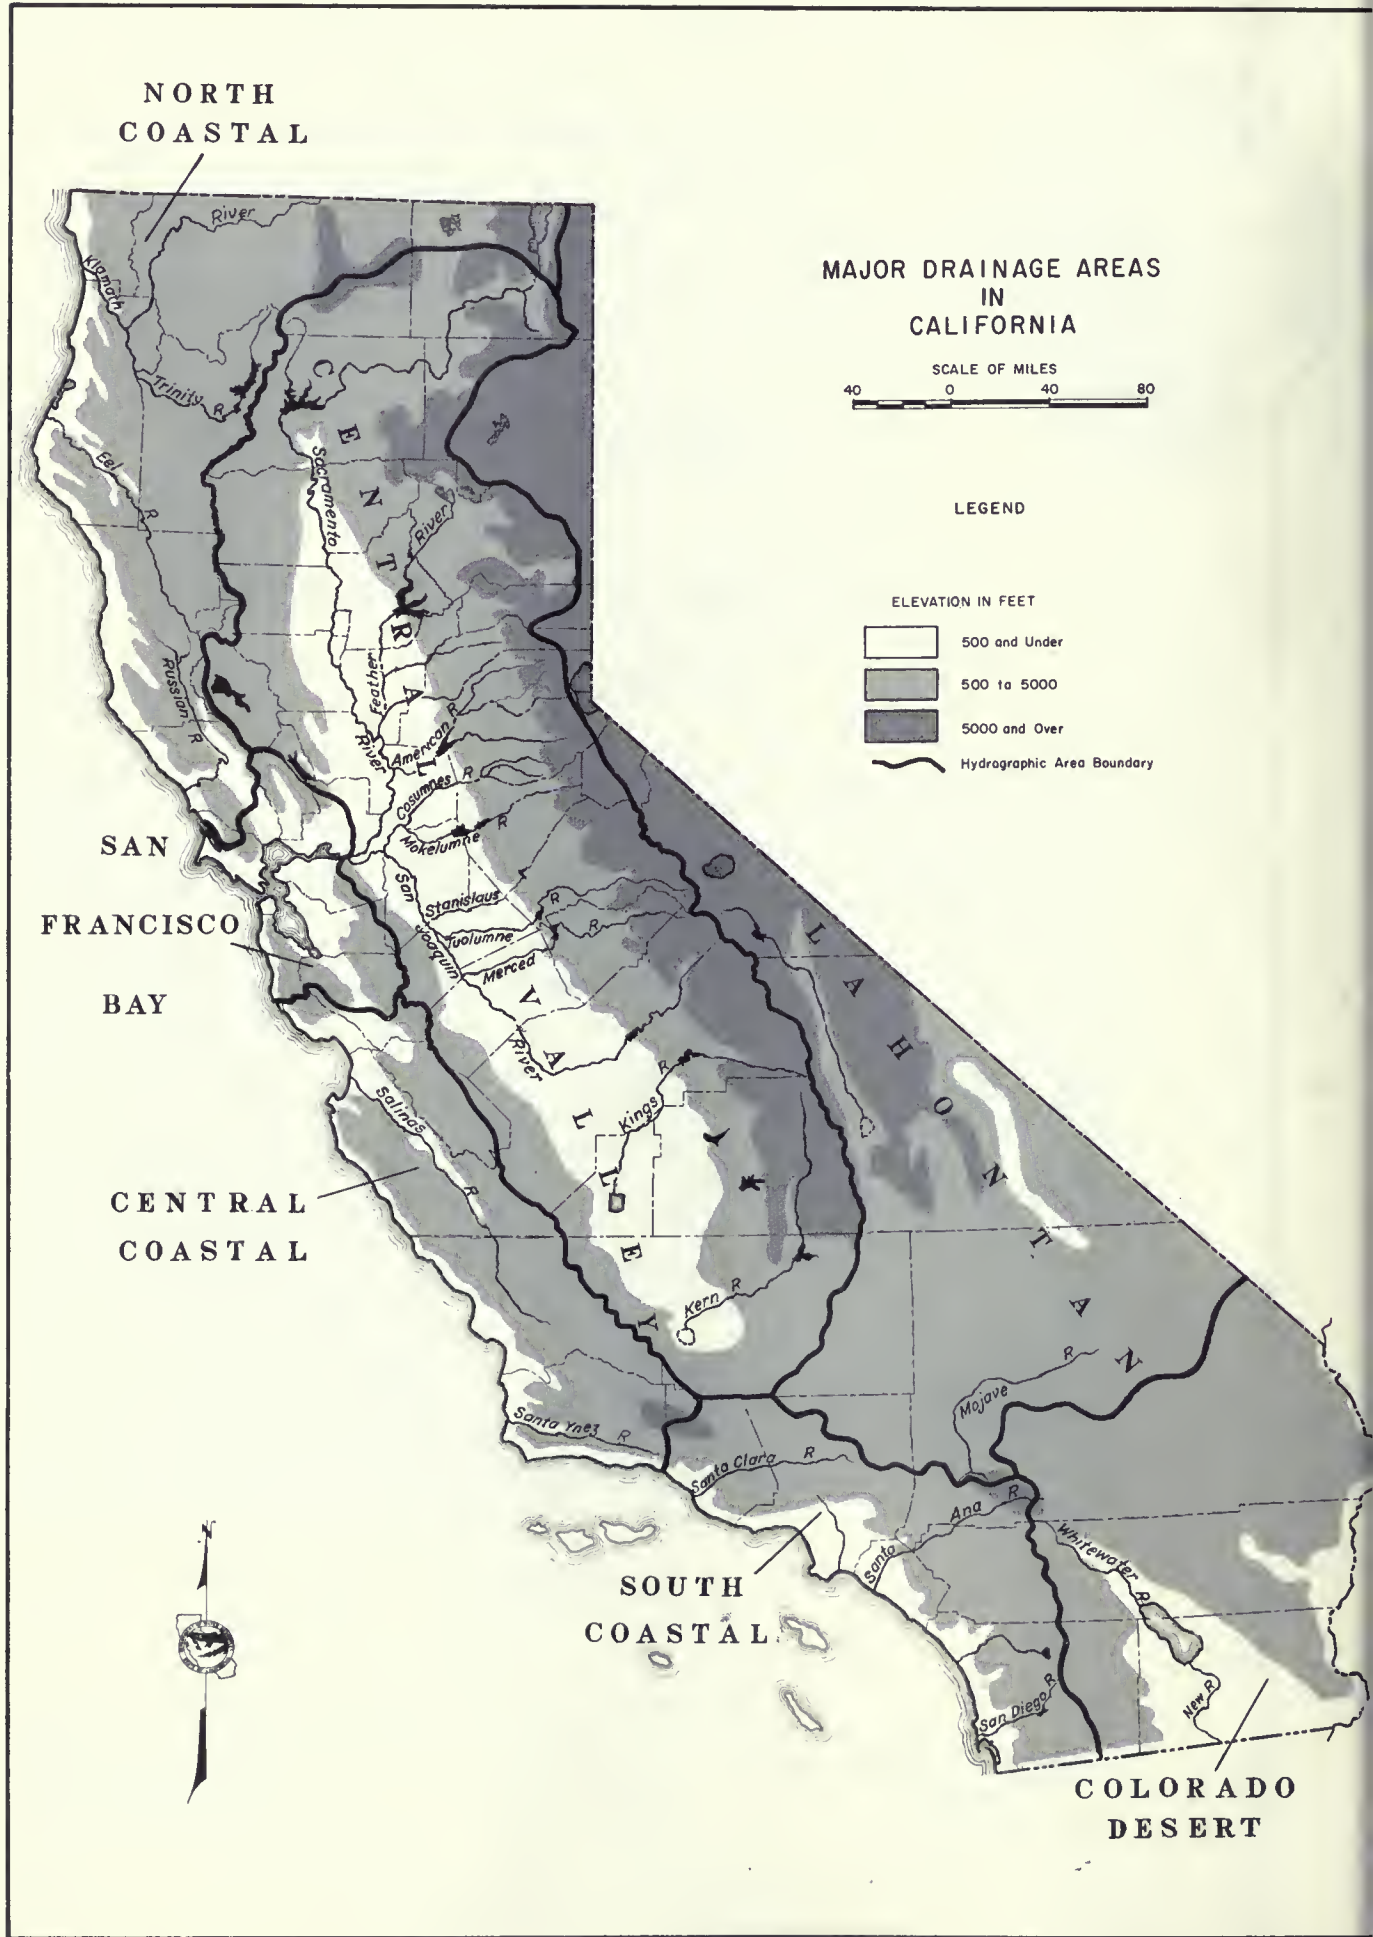 NORTH
COASTAL
MAJOR DRAINAGE AREAS
IN
CALIFORNIA
SCALE OF MILES
40 0 40 80
LEGEND
ELEVATION IN FEET
500 and Under
500 to 5000
5000 and Over
Hydrographic Area Boundary
River
Klamath
Trinity R
Eel
R
Sacramento
River
River
Feather
Russian R
American R
Cosumnes R
Mokelumne R
San
Joaquin
River
Stanislaus R
Tuolumne R
Merced
Kings R
Kern R
Salinas
R
Santa Ynez R
Santa Clara R
Santa Ana R
Mojave R
Whitewater R
New R
San Diego R
CENTRAL
VALLEY
LAHONTAN
SAN
FRANCISCO
BAY
CENTRAL
COASTAL
SOUTH
COASTAL
COLORADO
DESERT
N